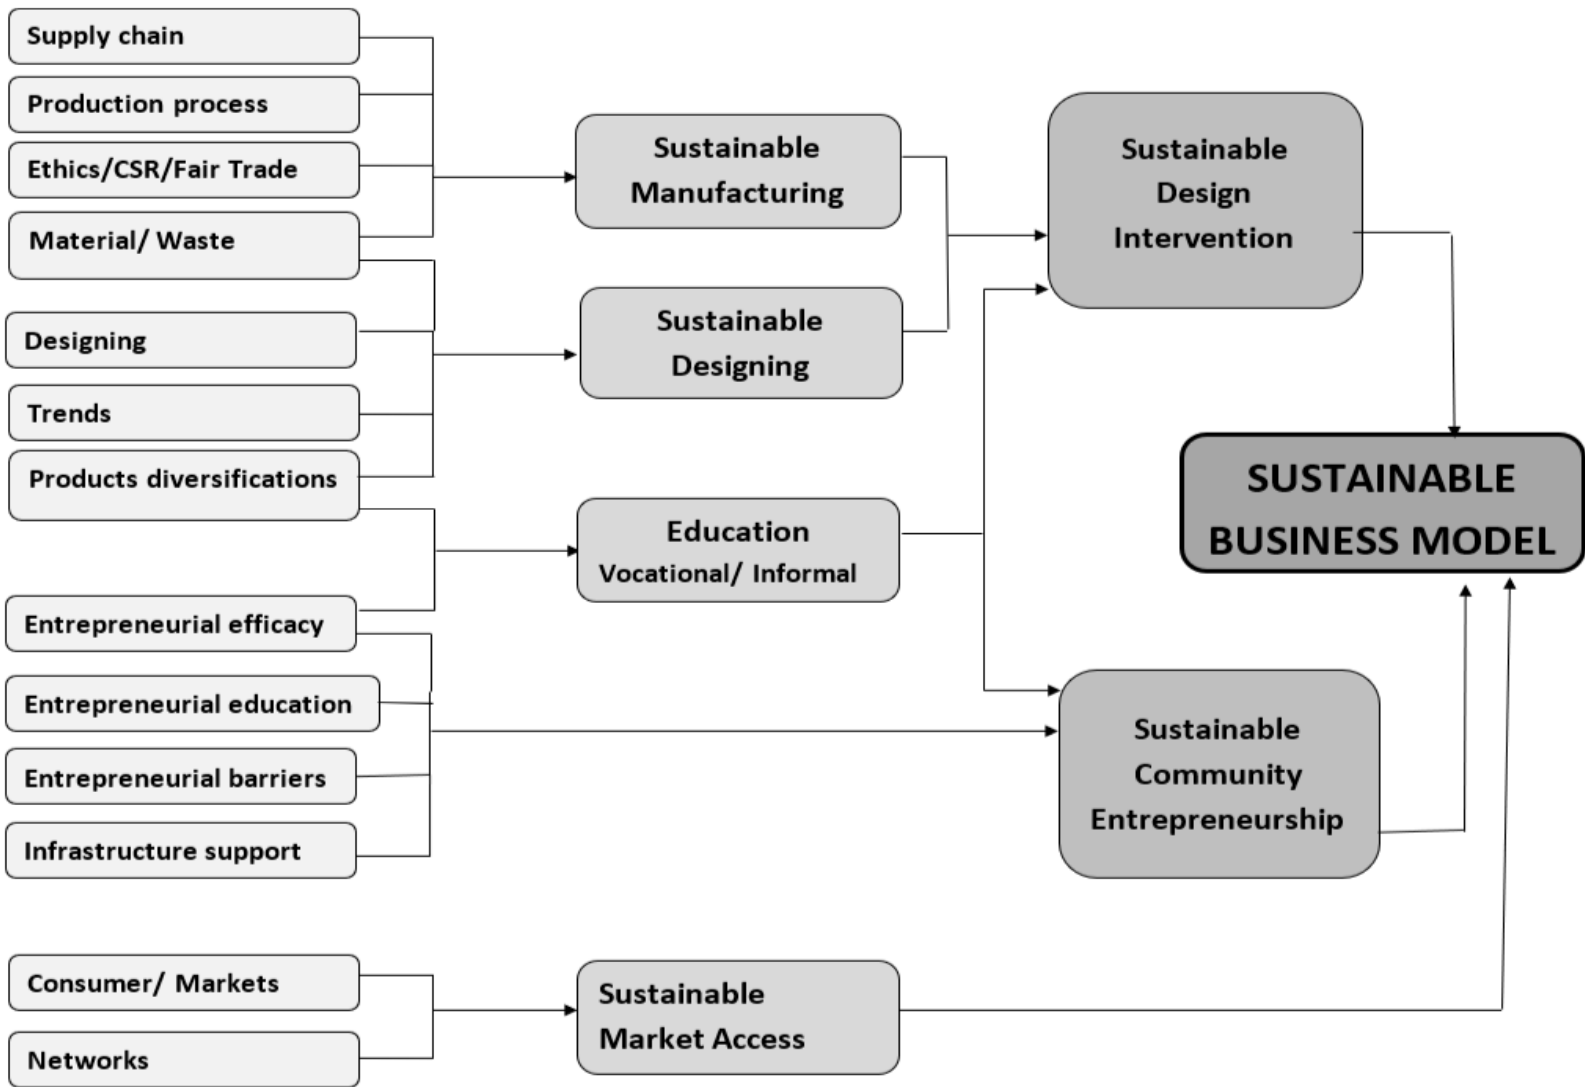 Supply chain
Production process
Ethics/CSR/Fair Trade
Material/ Waste
Designing
Trends
Products diversifications
Entrepreneurial efficacy
Entrepreneurial education
Entrepreneurial barriers
Infrastructure support
Consumer/ Markets
Networks
Sustainable
Manufacturing
Sustainable
Designing
Education
Vocational/ Informal
Sustainable
Market Access
Sustainable
Design
Intervention
Sustainable
Community
Entrepreneurship
SUSTAINABLE
BUSINESS MODEL